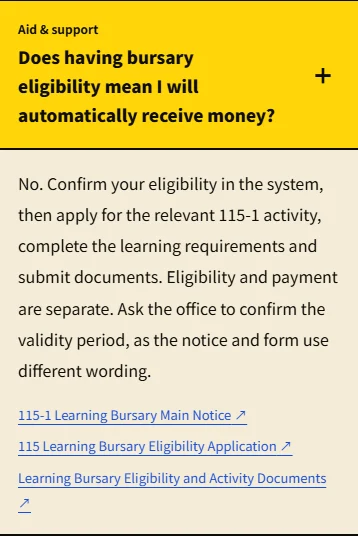 Aid & support
Does having bursary
eligibility mean I will
automatically receive money?
+
No. Confirm your eligibility in the system,
then apply for the relevant 115-1 activity,
complete the learning requirements and
submit documents. Eligibility and payment
are separate. Ask the office to confirm the
validity period, as the notice and form use
different wording.
115-1 Learning Bursary Main Notice ↗
115 Learning Bursary Eligibility Application ↗
Learning Bursary Eligibility and Activity Documents
↗